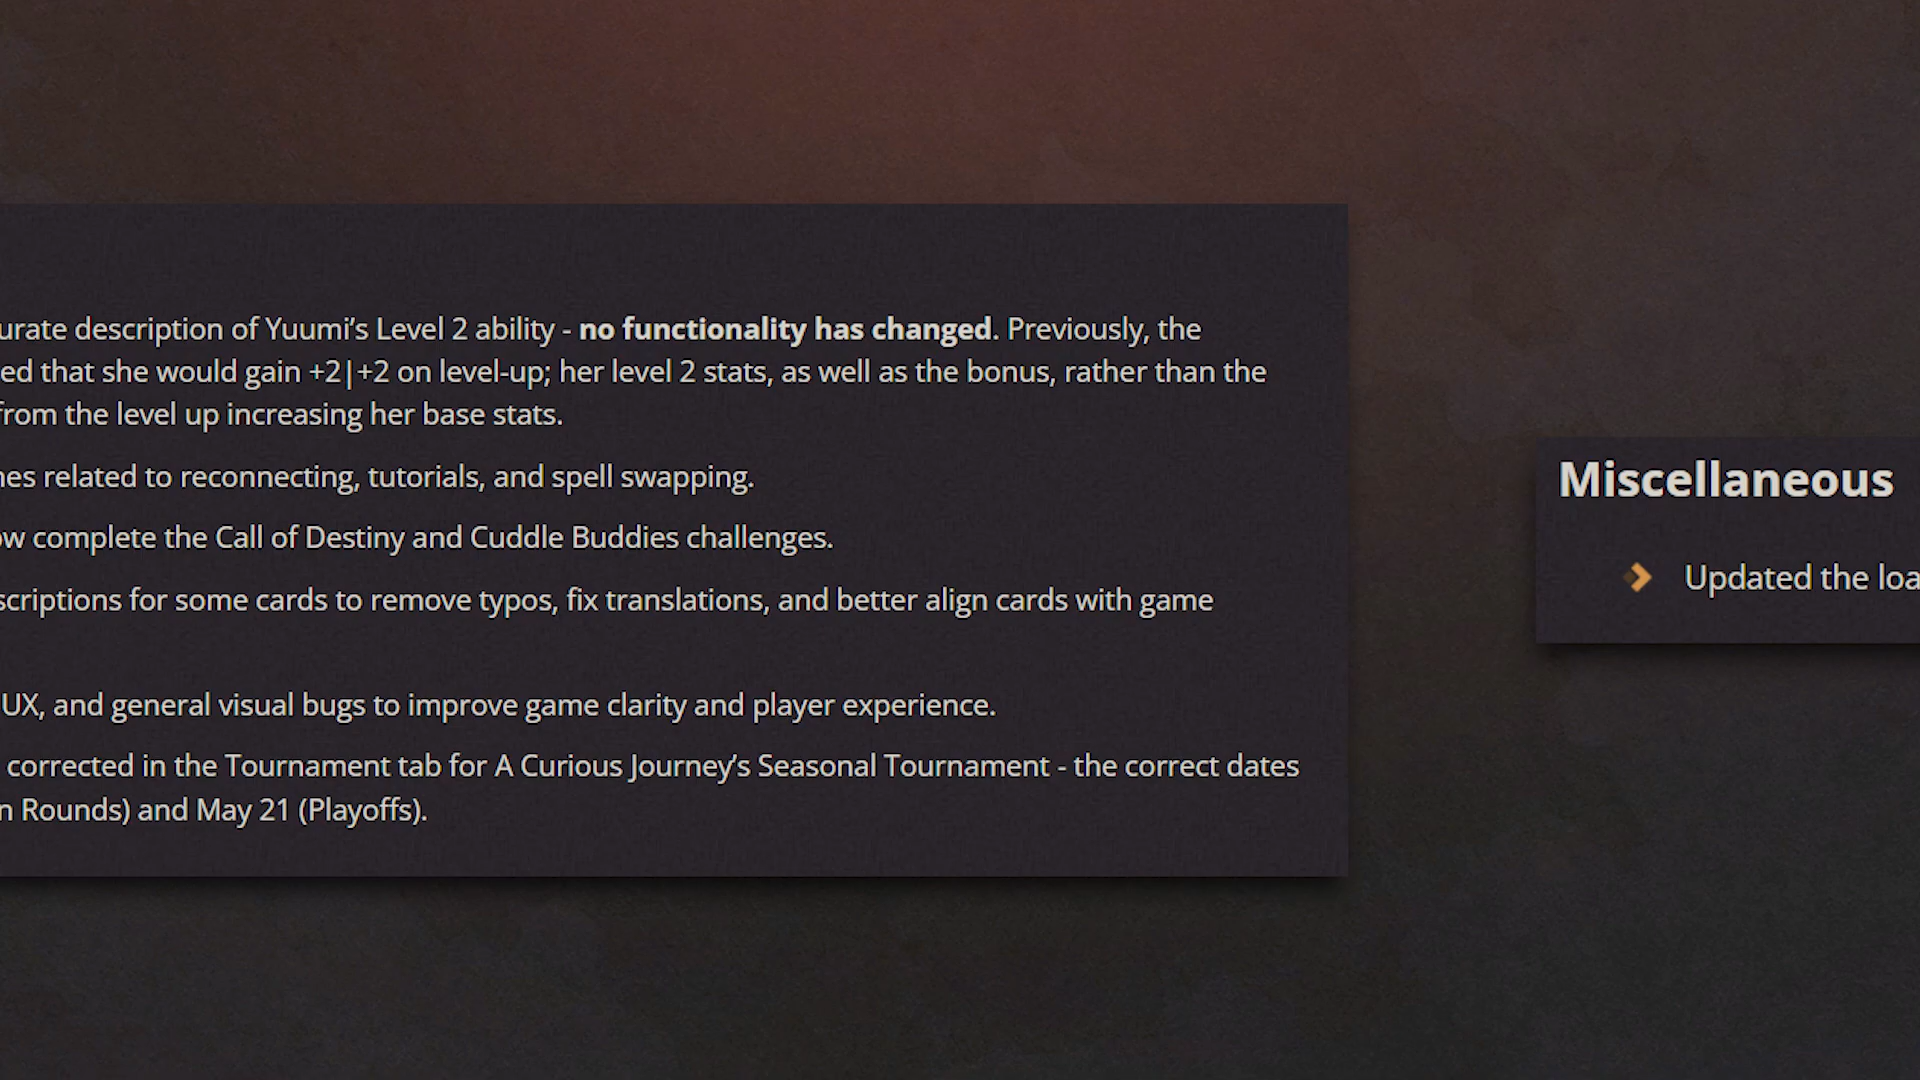 description of Yuumi’s Level 2 ability - no functionality has changed. Previously, the
that she would gain +2|+2 on level-up; her level 2 stats, as well as the bonus, rather than the
from the level up increasing her base stats.
related to reconnecting, tutorials, and spell swapping.
complete the Call of Destiny and Cuddle Buddies challenges.
for some cards to remove typos, fix translations, and better align cards with game
UX, and general visual bugs to improve game clarity and player experience.
corrected in the Tournament tab for A Curious Journey’s Seasonal Tournament - the correct dates
Rounds) and May 21 (Playoffs).
Miscellaneous
Updated the